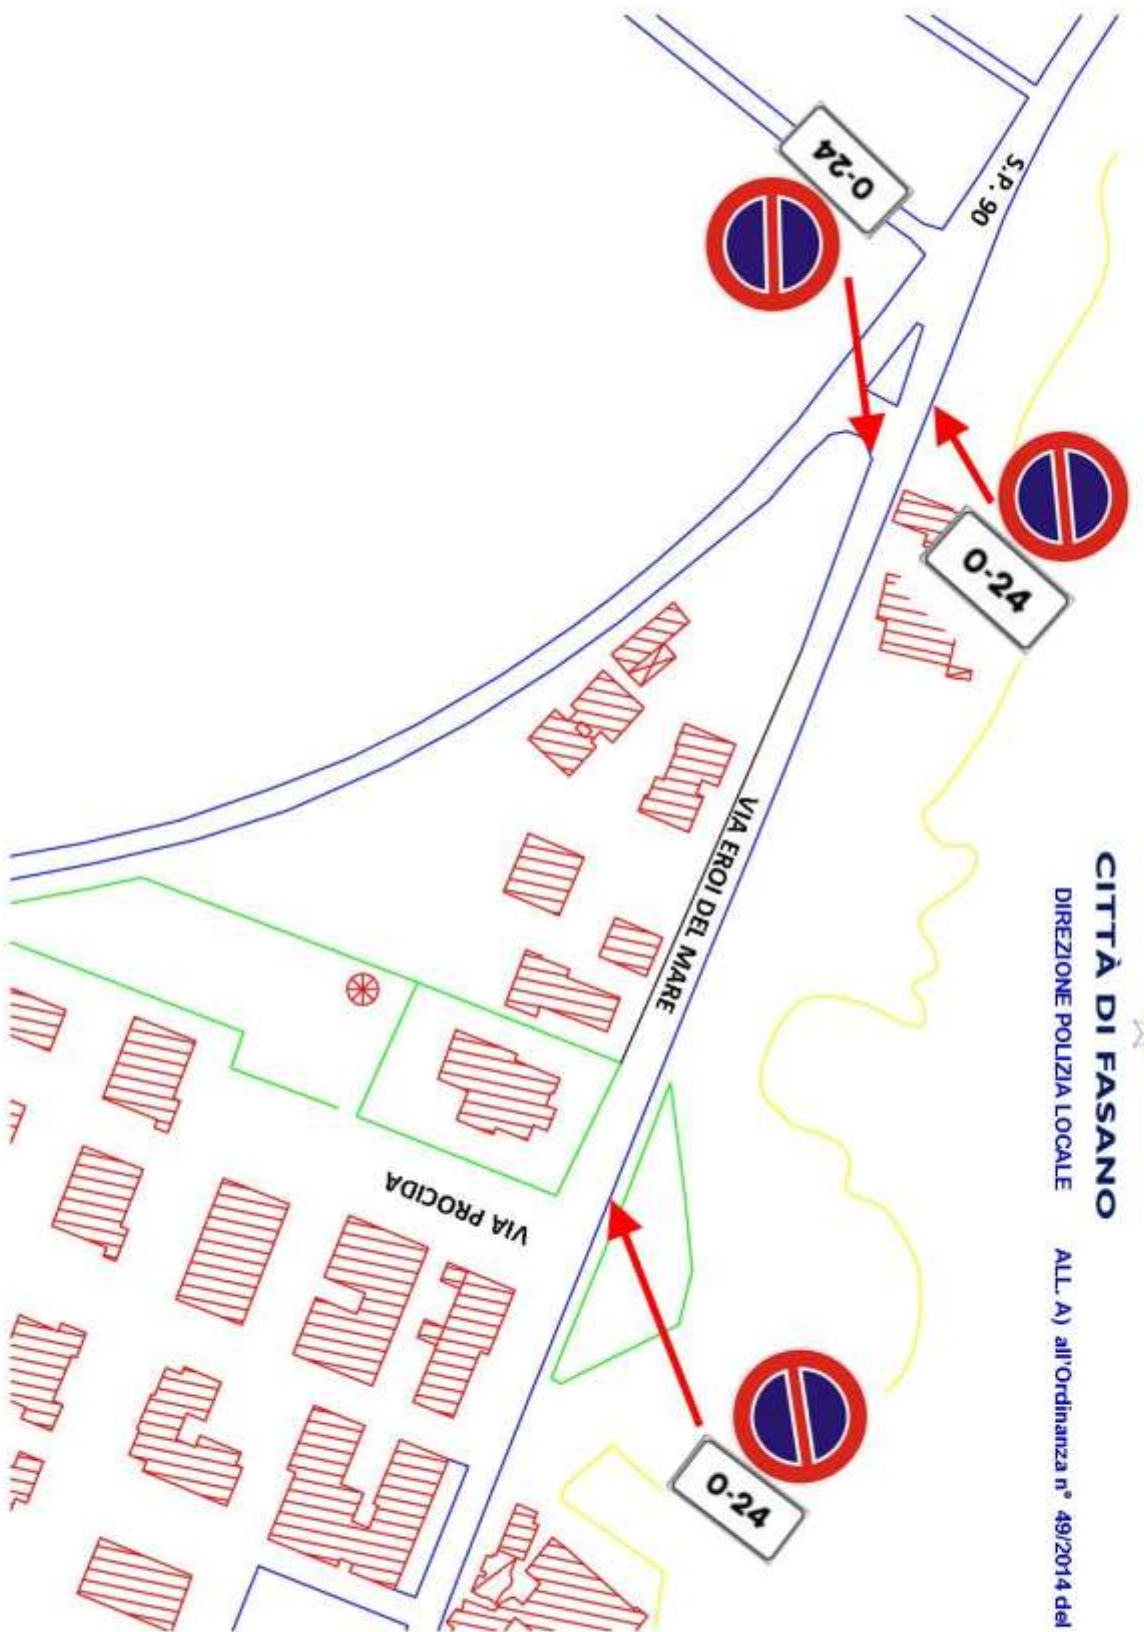 CITTÀ DI FASANO
DIREZIONE POLIZIA LOCALE
ALL. A) all'Ordinanza n° 49/2014 del
S.P. 90
0-24
0-24
VIA EROI DEL MARE
VIA PROCIDA
0-24